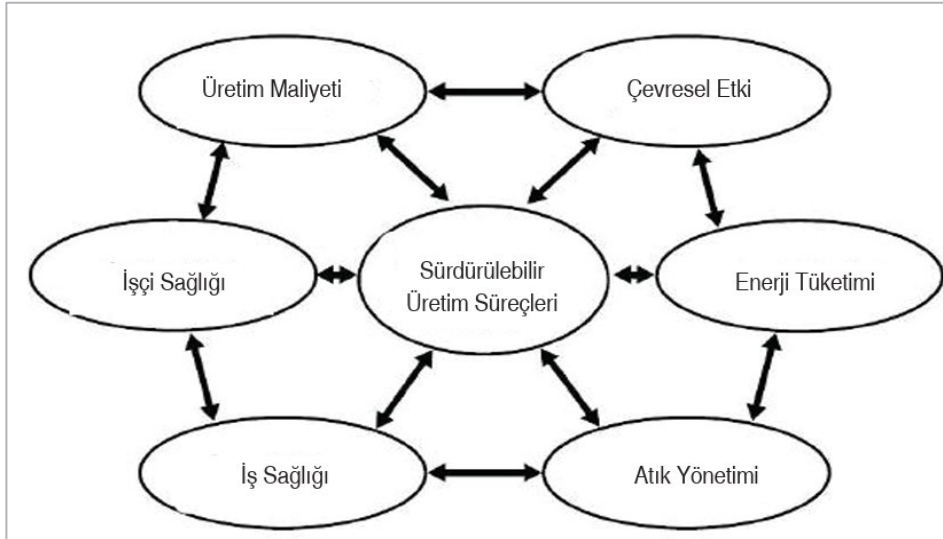 Üretim Maliyeti
Çevresel Etki
İşçi Sağlığı
Sürdürülebilir
Üretim Süreçleri
Enerji Tüketimi
İş Sağlığı
Atık Yönetimi